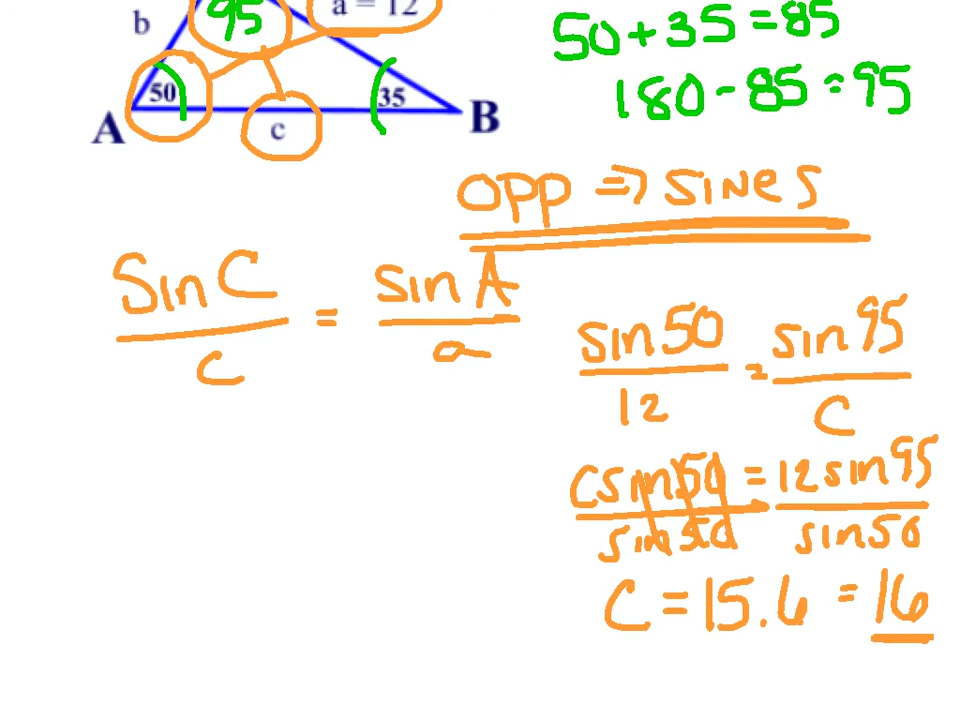 b 95 a = 12
50 + 35 = 85
180 - 85 = 95
50 35
A c B
OPP => sines
Sin C / c = sin A / a
sin 50 / 12 = sin 95 / C
C sin 50 / sin 50 = 12 sin 95 / sin 50
C = 15.6 = 16